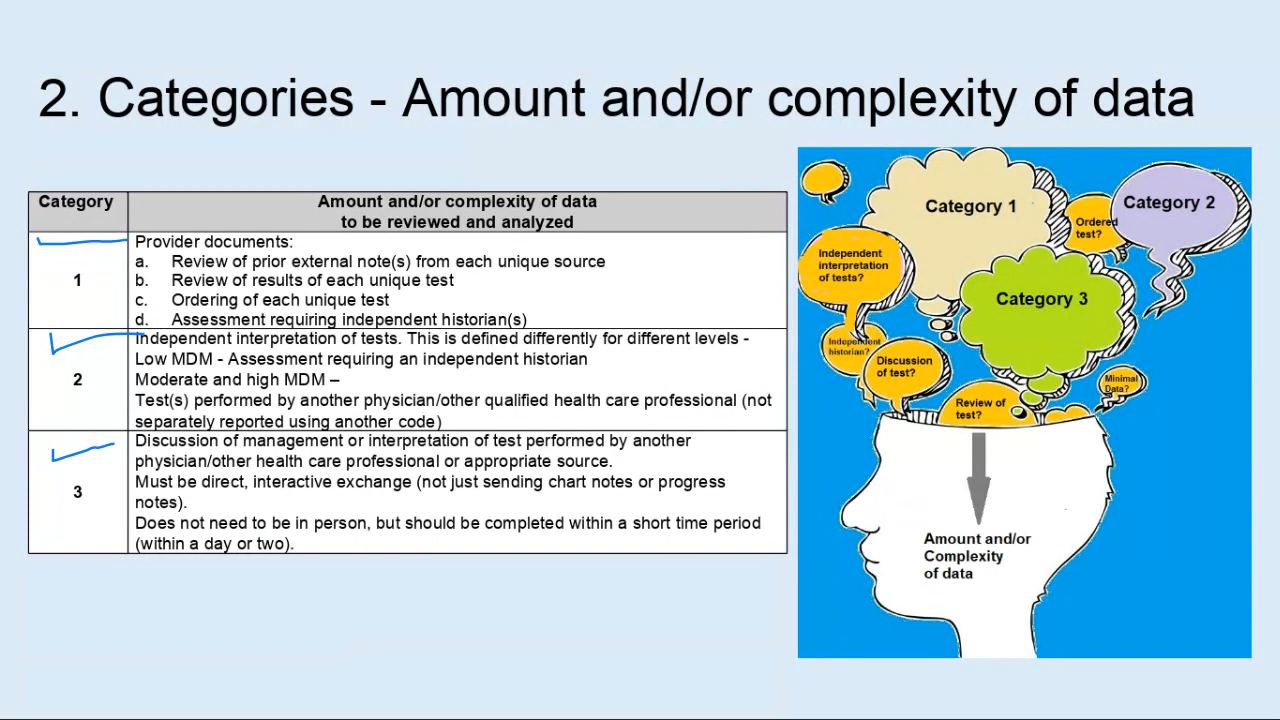 2. Categories - Amount and/or complexity of data
Category
Amount and/or complexity of data
to be reviewed and analyzed
1
Provider documents:
a. Review of prior external note(s) from each unique source
b. Review of results of each unique test
c. Ordering of each unique test
d. Assessment requiring independent historian(s)
2
Independent interpretation of tests. This is defined differently for different levels -
Low MDM - Assessment requiring an independent historian
Moderate and high MDM –
Test(s) performed by another physician/other qualified health care professional (not
separately reported using another code)
3
Discussion of management or interpretation of test performed by another
physician/other health care professional or appropriate source.
Must be direct, interactive exchange (not just sending chart notes or progress
notes).
Does not need to be in person, but should be completed within a short time period
(within a day or two).
Category 1
Ordered
test?
Category 2
Independent
interpretation
of tests?
Category 3
Independent
historian?
Discussion
of test?
Minimal
Data?
Review of
test?
Amount and/or
Complexity
of data